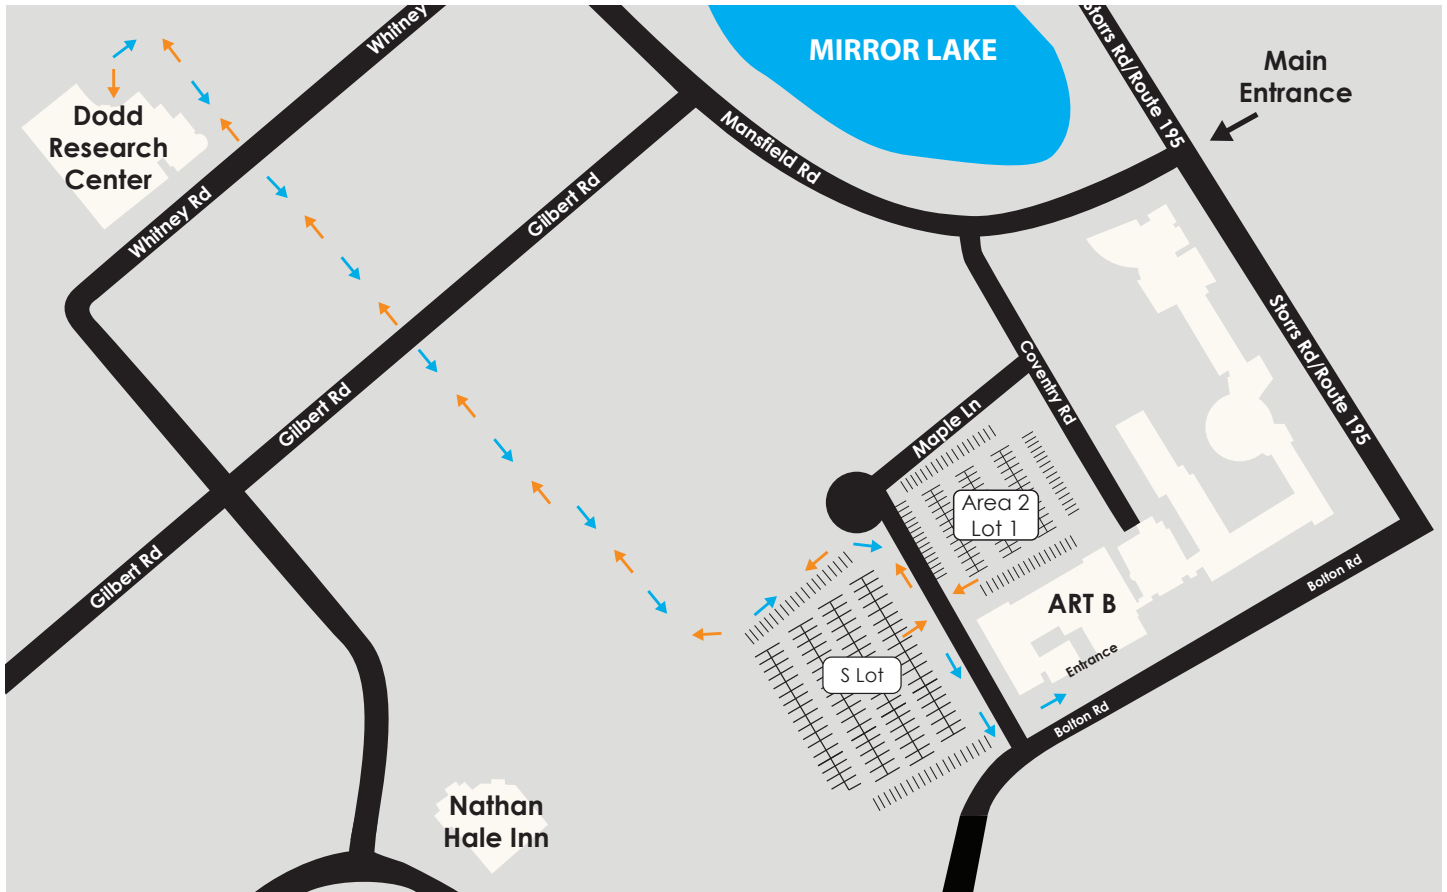 Whitney
MIRROR LAKE
Storrs Rd/Route 195
Main
Entrance
Dodd
Research
Center
Mansfield Rd
Whitney Rd
Gilbert Rd
Storrs Rd/Route 195
Coventry Rd
Gilbert Rd
Maple Ln
Area 2
Lot 1
Gilbert Rd
Bolton Rd
ART B
Entrance
S Lot
Bolton Rd
Nathan
Hale Inn